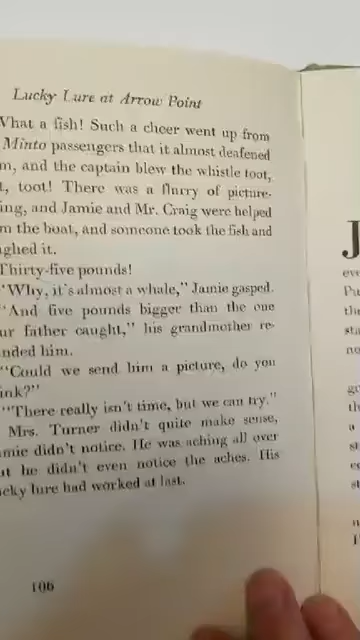 Lucky Lure at Arrow Point
What a fish! Such a cheer went up from
Minto passengers that it almost deafened
m, and the captain blew the whistle toot,
t, toot! There was a flurry of picture-
ing, and Jamie and Mr. Craig were helped
m the boat, and someone took the fish and
ghed it.
Thirty-five pounds!
"Why, it's almost a whale," Jamie gasped.
"And five pounds bigger than the one
ur father caught," his grandmother re-
nded him.
"Could we send him a picture, do you
ink?"
"There really isn't time, but we can try."
Mrs. Turner didn't quite make sense,
amie didn't notice. He was aching all over
ut he didn't even notice the aches. His
ucky lure had worked at last.
106
J